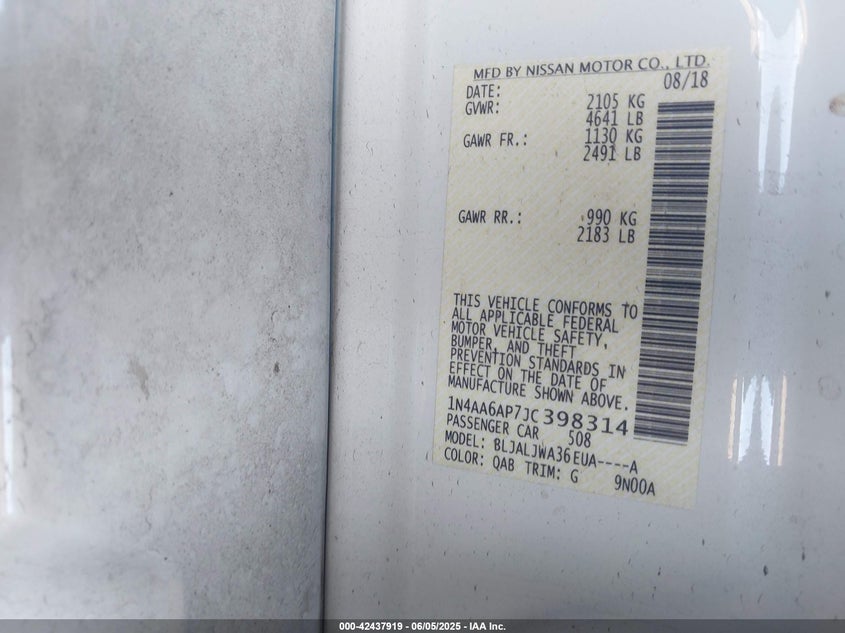 MFD BY NISSAN MOTOR CO., LTD.
DATE: 08/18
GVWR: 2105 KG
4641 LB
GAWR FR.: 1130 KG
2491 LB
GAWR RR.: 990 KG
2183 LB
THIS VEHICLE CONFORMS TO
ALL APPLICABLE FEDERAL
MOTOR VEHICLE SAFETY,
BUMPER, AND THEFT
PREVENTION STANDARDS IN
EFFECT ON THE DATE OF
MANUFACTURE SHOWN ABOVE.
1N4AA6AP7JC398314
PASSENGER CAR 508
MODEL: BLJALJWA36EUA----A
COLOR: QAB TRIM: G 9N00A
000-42437919 - 06/05/2025 - IAA Inc.